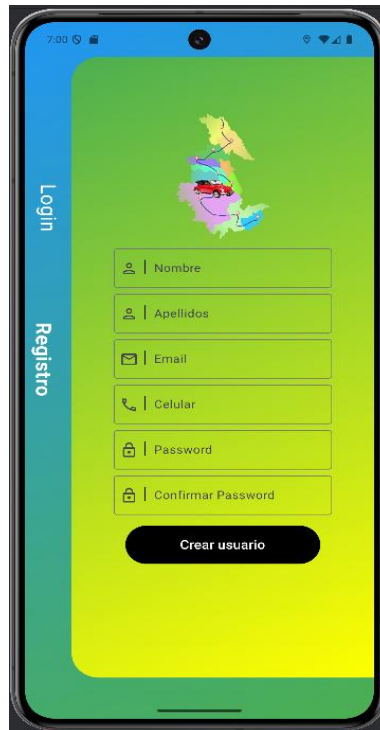 7:00
Login
Registro
Nombre
Apellidos
Email
Celular
Password
Confirmar Password
Crear usuario